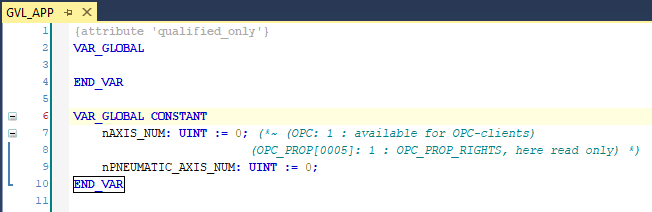 GVL_APP
1 {attribute 'qualified_only'}
2 VAR_GLOBAL
3
4 END_VAR
5
6 VAR_GLOBAL CONSTANT
7 nAXIS_NUM: UINT := 0; (*~ (OPC: 1 : available for OPC-clients)
8 (OPC_PROP[0005]: 1 : OPC_PROP_RIGHTS, here read only) *)
9 nPNEUMATIC_AXIS_NUM: UINT := 0;
10 END_VAR
11